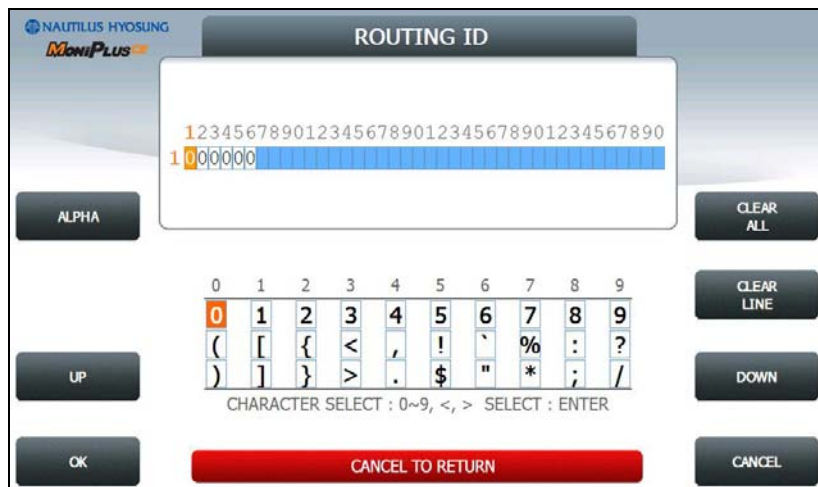 NAUTILUS HYOSUNG
MoniPlus CE
ROUTING ID
1234567890123456789012345678901234567890
1 000000
ALPHA
CLEAR
ALL
0 1 2 3 4 5 6 7 8 9
0 1 2 3 4 5 6 7 8 9
( [ { < , ! ` % : ?
) ] } > . $ " * ; /
CLEAR
LINE
UP
DOWN
CHARACTER SELECT : 0~9, <, > SELECT : ENTER
OK
CANCEL TO RETURN
CANCEL